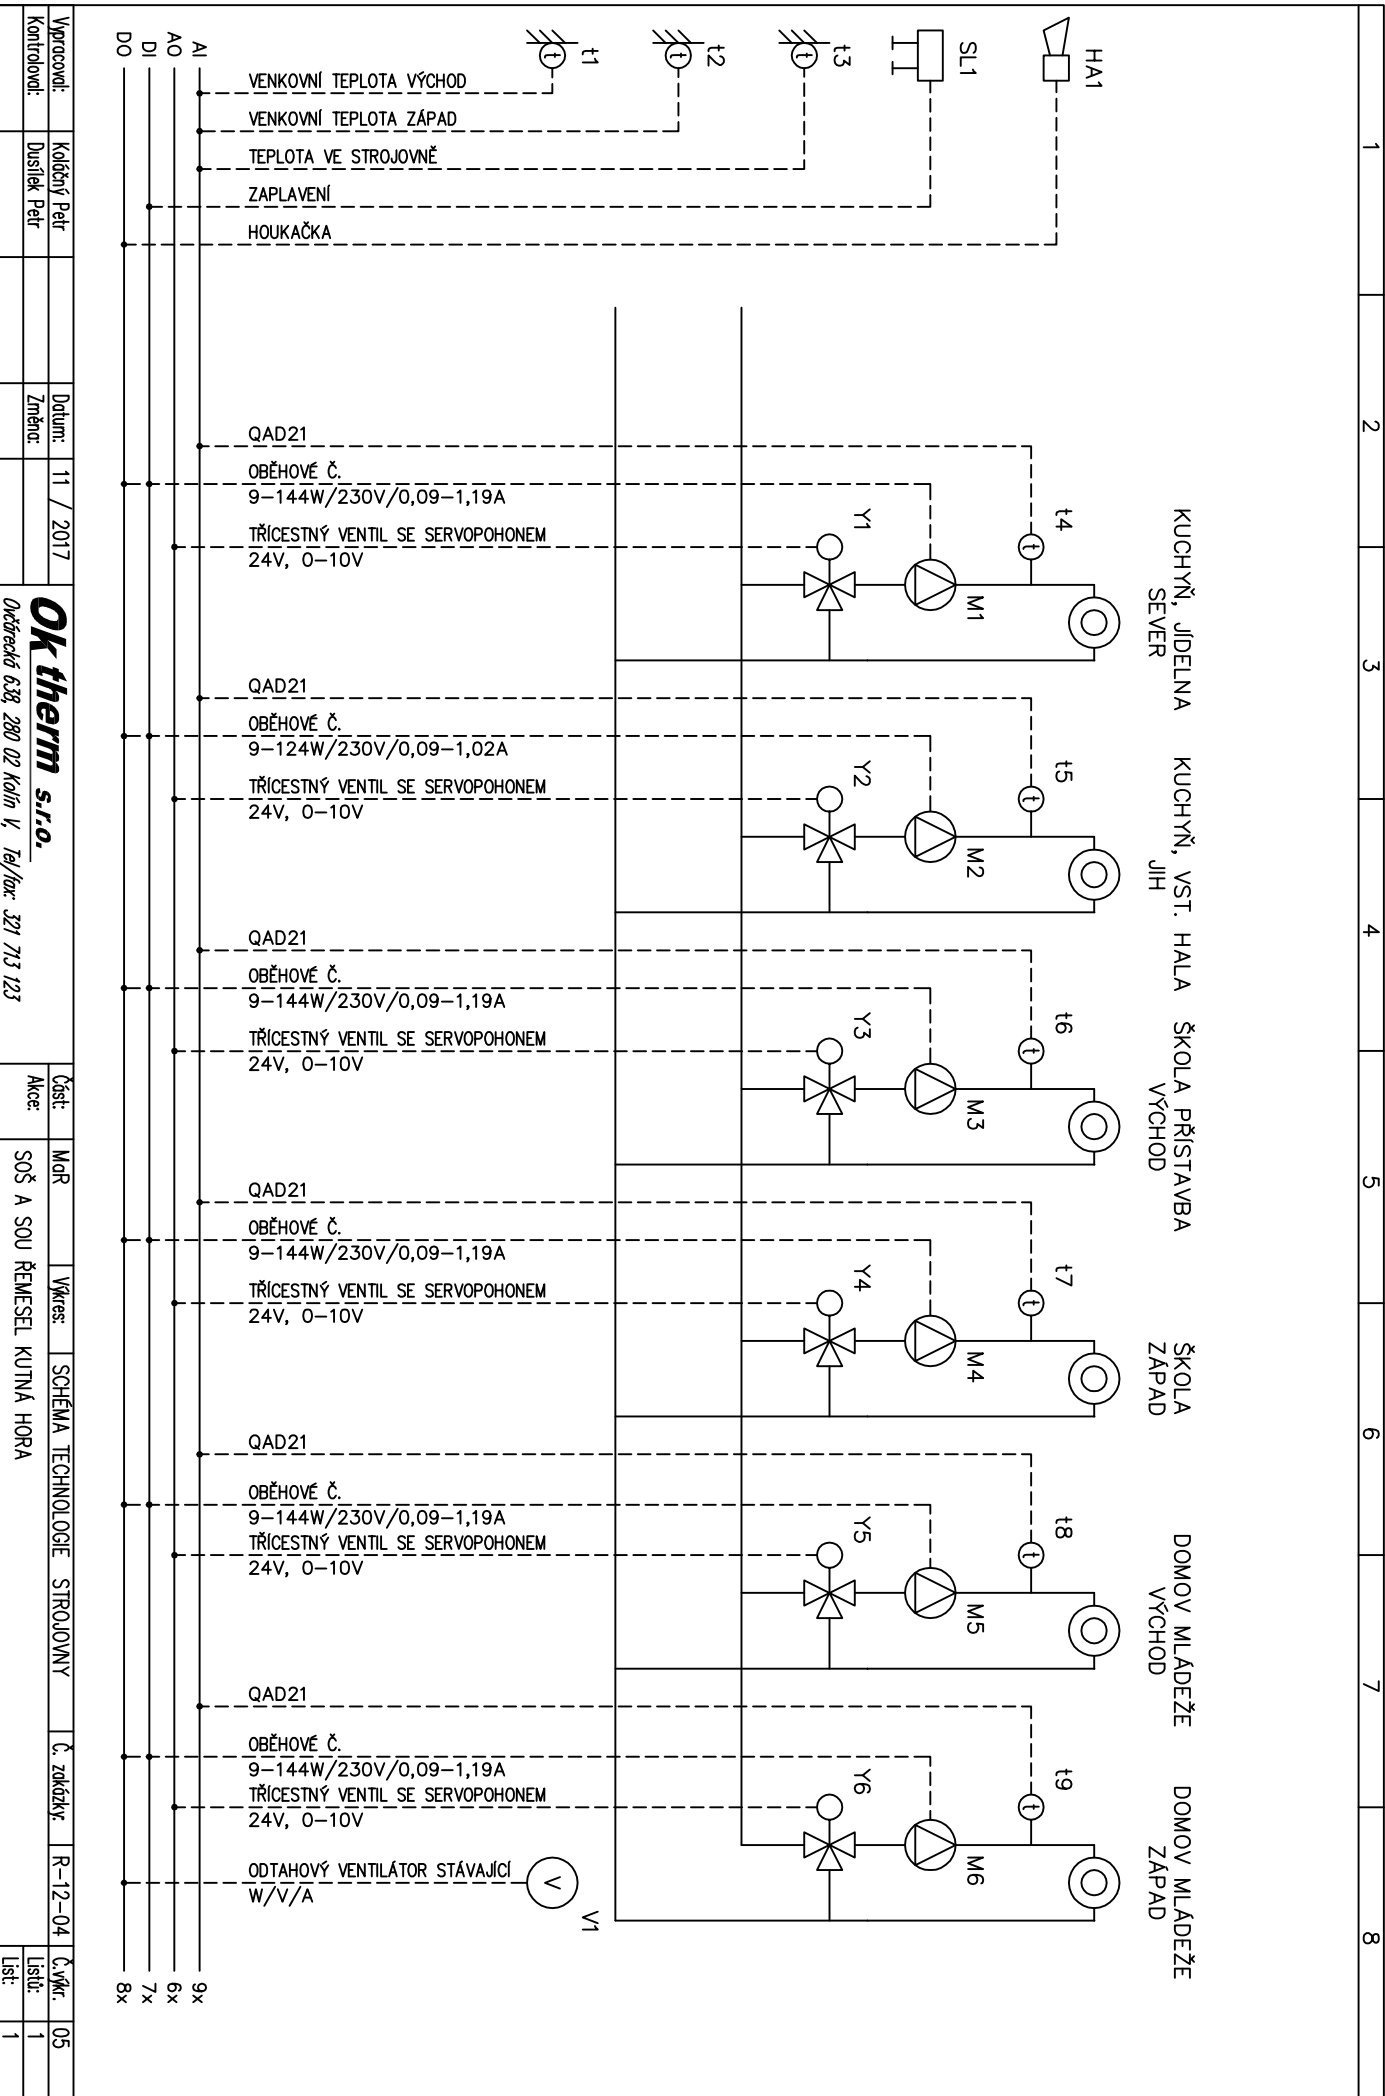 1
2
3
4
5
6
7
8
HA1
SL1
t3
t2
t1
KUCHYŇ, JÍDELNA
SEVER
KUCHYŇ, VST. HALA
JIH
ŠKOLA PŘÍSTAVBA
VÝCHOD
ŠKOLA
ZÁPAD
DOMOV MLÁDEŽE
VÝCHOD
DOMOV MLÁDEŽE
ZÁPAD
t
t
t
t4
t
M1
Y1
t5
t
M2
Y2
t6
t
M3
Y3
t7
t
M4
Y4
t8
t
M5
Y5
t9
t
M6
Y6
V1
V
VENKOVNÍ TEPLOTA VÝCHOD
VENKOVNÍ TEPLOTA ZÁPAD
TEPLOTA VE STROJOVNĚ
ZAPLAVENÍ
HOUKAČKA
QAD21
OBĚHOVÉ Č.
9-144W/230V/0,09-1,19A
TŘÍCESTNÝ VENTIL SE SERVOPOHONEM
24V, 0-10V
QAD21
OBĚHOVÉ Č.
9-124W/230V/0,09-1,02A
TŘÍCESTNÝ VENTIL SE SERVOPOHONEM
24V, 0-10V
QAD21
OBĚHOVÉ Č.
9-144W/230V/0,09-1,19A
TŘÍCESTNÝ VENTIL SE SERVOPOHONEM
24V, 0-10V
QAD21
OBĚHOVÉ Č.
9-144W/230V/0,09-1,19A
TŘÍCESTNÝ VENTIL SE SERVOPOHONEM
24V, 0-10V
QAD21
OBĚHOVÉ Č.
9-144W/230V/0,09-1,19A
TŘÍCESTNÝ VENTIL SE SERVOPOHONEM
24V, 0-10V
QAD21
OBĚHOVÉ Č.
9-144W/230V/0,09-1,19A
TŘÍCESTNÝ VENTIL SE SERVOPOHONEM
24V, 0-10V
ODTAHOVÝ VENTILÁTOR STÁVAJÍCÍ
W/V/A
AI
AO
DI
DO
9x
6x
7x
8x
Vypracoval: Koláčný Petr
Kontroloval: Dusílek Petr
Datum: 11 / 2017
Změna:
Ok therm s.r.o.
Ovčárecká 638, 280 02 Kolín V, Tel/fax: 321 713 123
Část: MaR
Výkres: SCHÉMA TECHNOLOGIE STROJOVNY
Č. zakázky: R-12-04
Č.výkr. 05
Akce: SOŠ A SOU ŘEMESEL KUTNÁ HORA
Listů: 1
List: 1